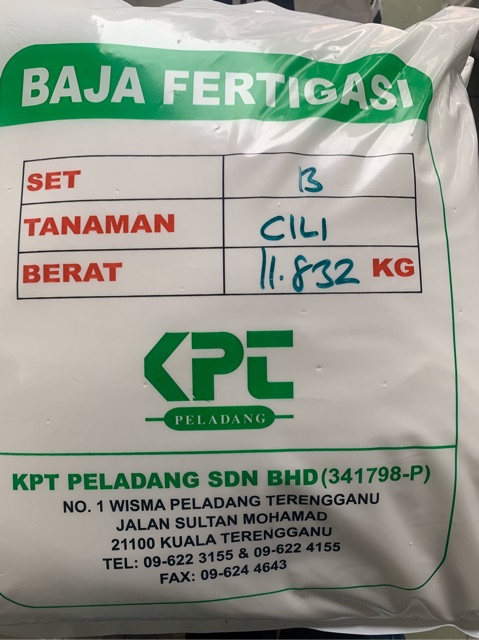 BAJA FERTIGASI
SET B
TANAMAN CILI
BERAT 11.832 KG
KPT
PELADANG
KPT PELADANG SDN BHD (341798-P)
NO. 1 WISMA PELADANG TERENGGANU
JALAN SULTAN MOHAMAD
21100 KUALA TERENGGANU
TEL: 09-622 3155 & 09-622 4155
FAX: 09-624 4643